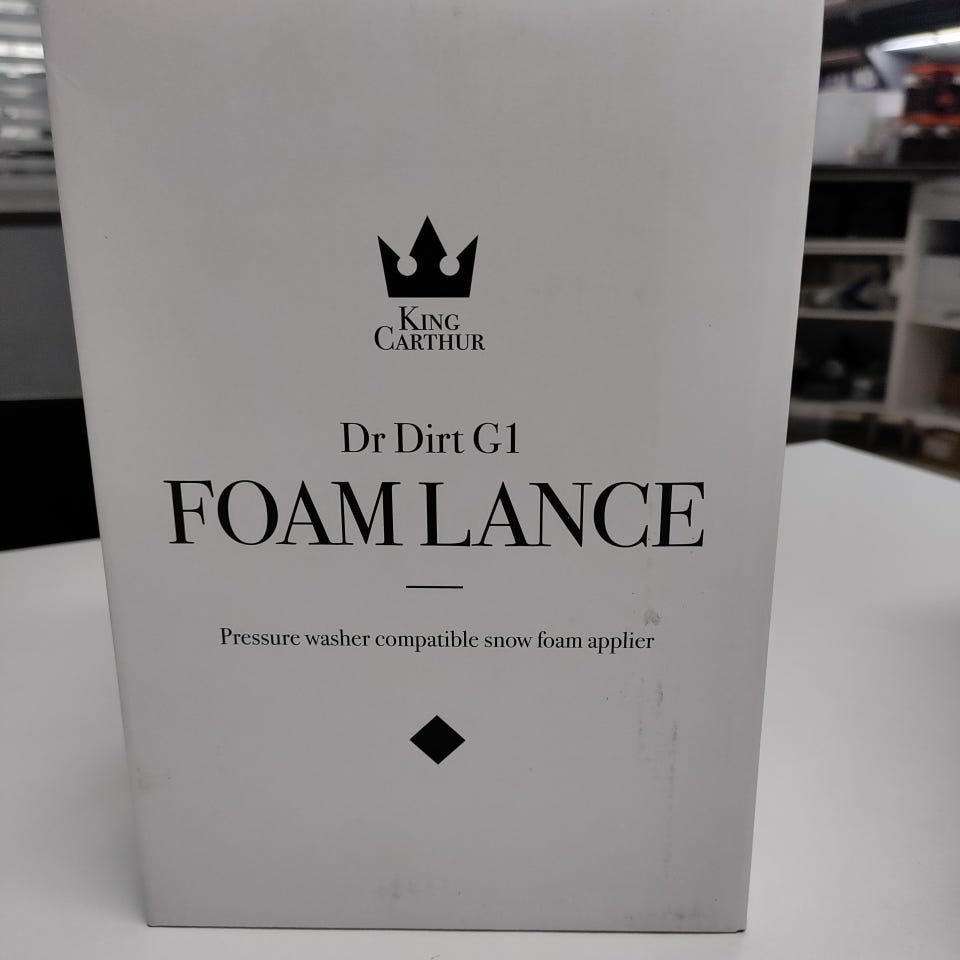 KING
CARTHUR
Dr Dirt G1
FOAM LANCE
Pressure washer compatible snow foam applier